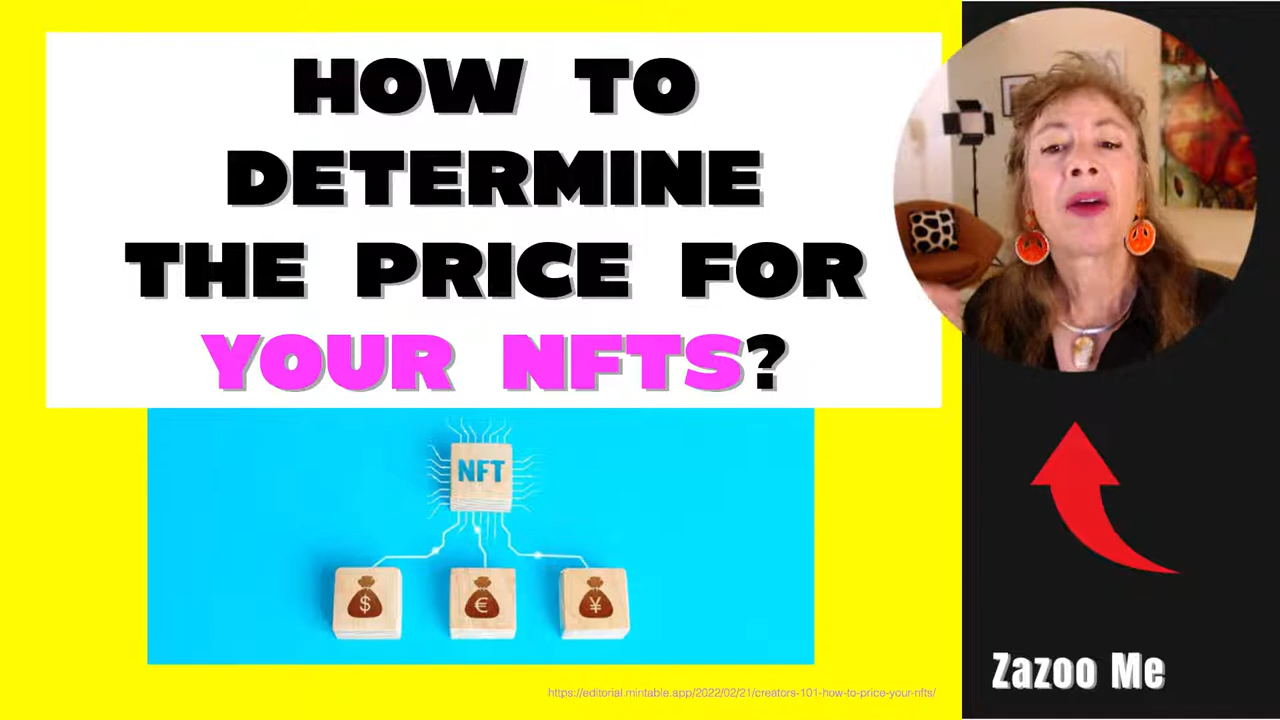 HOW TO
DETERMINE
THE PRICE FOR
YOUR NFTS?
NFT
$
€
¥
https://editorial.mintable.app/2022/02/21/creators-101-how-to-price-your-nfts/
Zazoo Me